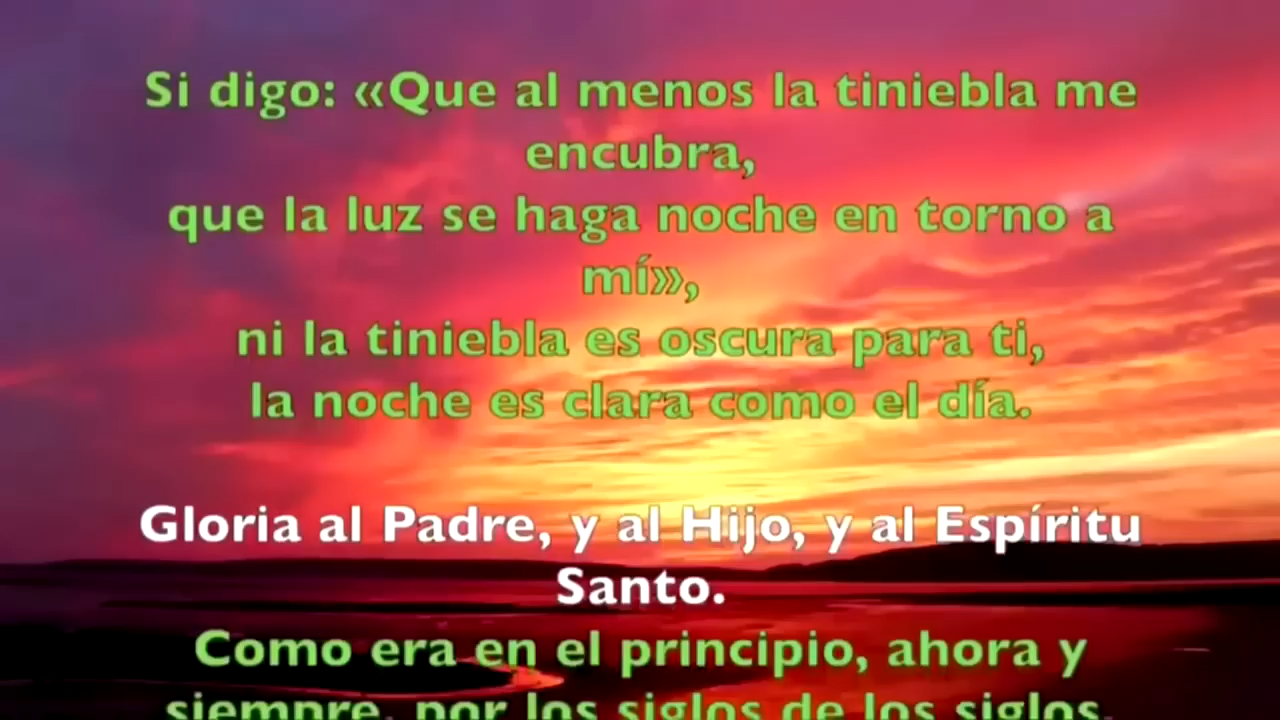 Si digo: «Que al menos la tiniebla me
encubra,
que la luz se haga noche en torno a
mí»,
ni la tiniebla es oscura para ti,
la noche es clara como el día.
Gloria al Padre, y al Hijo, y al Espíritu
Santo.
Como era en el principio, ahora y
siempre, por los siglos de los siglos.